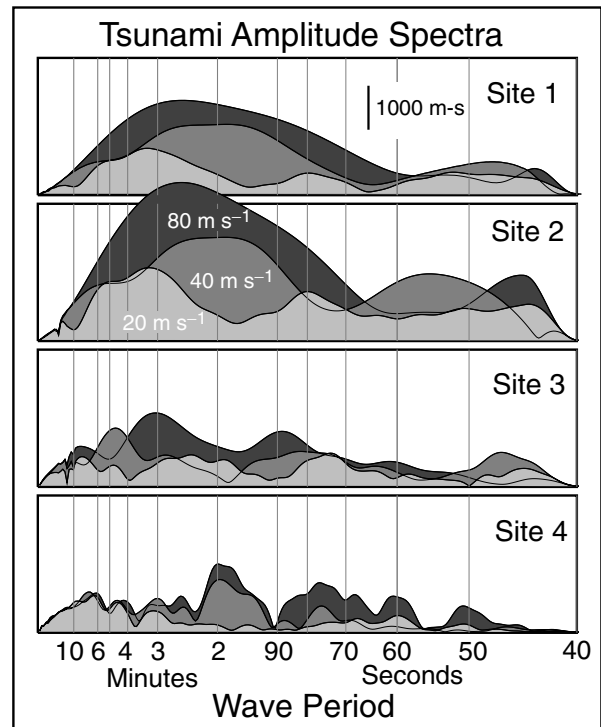 Tsunami Amplitude Spectra
Site 1
1000 m-s
Site 2
80 m s⁻¹
40 m s⁻¹
20 m s⁻¹
Site 3
Site 4
10 6 4 3 2 90 70 60 50 40
Minutes Seconds
Wave Period